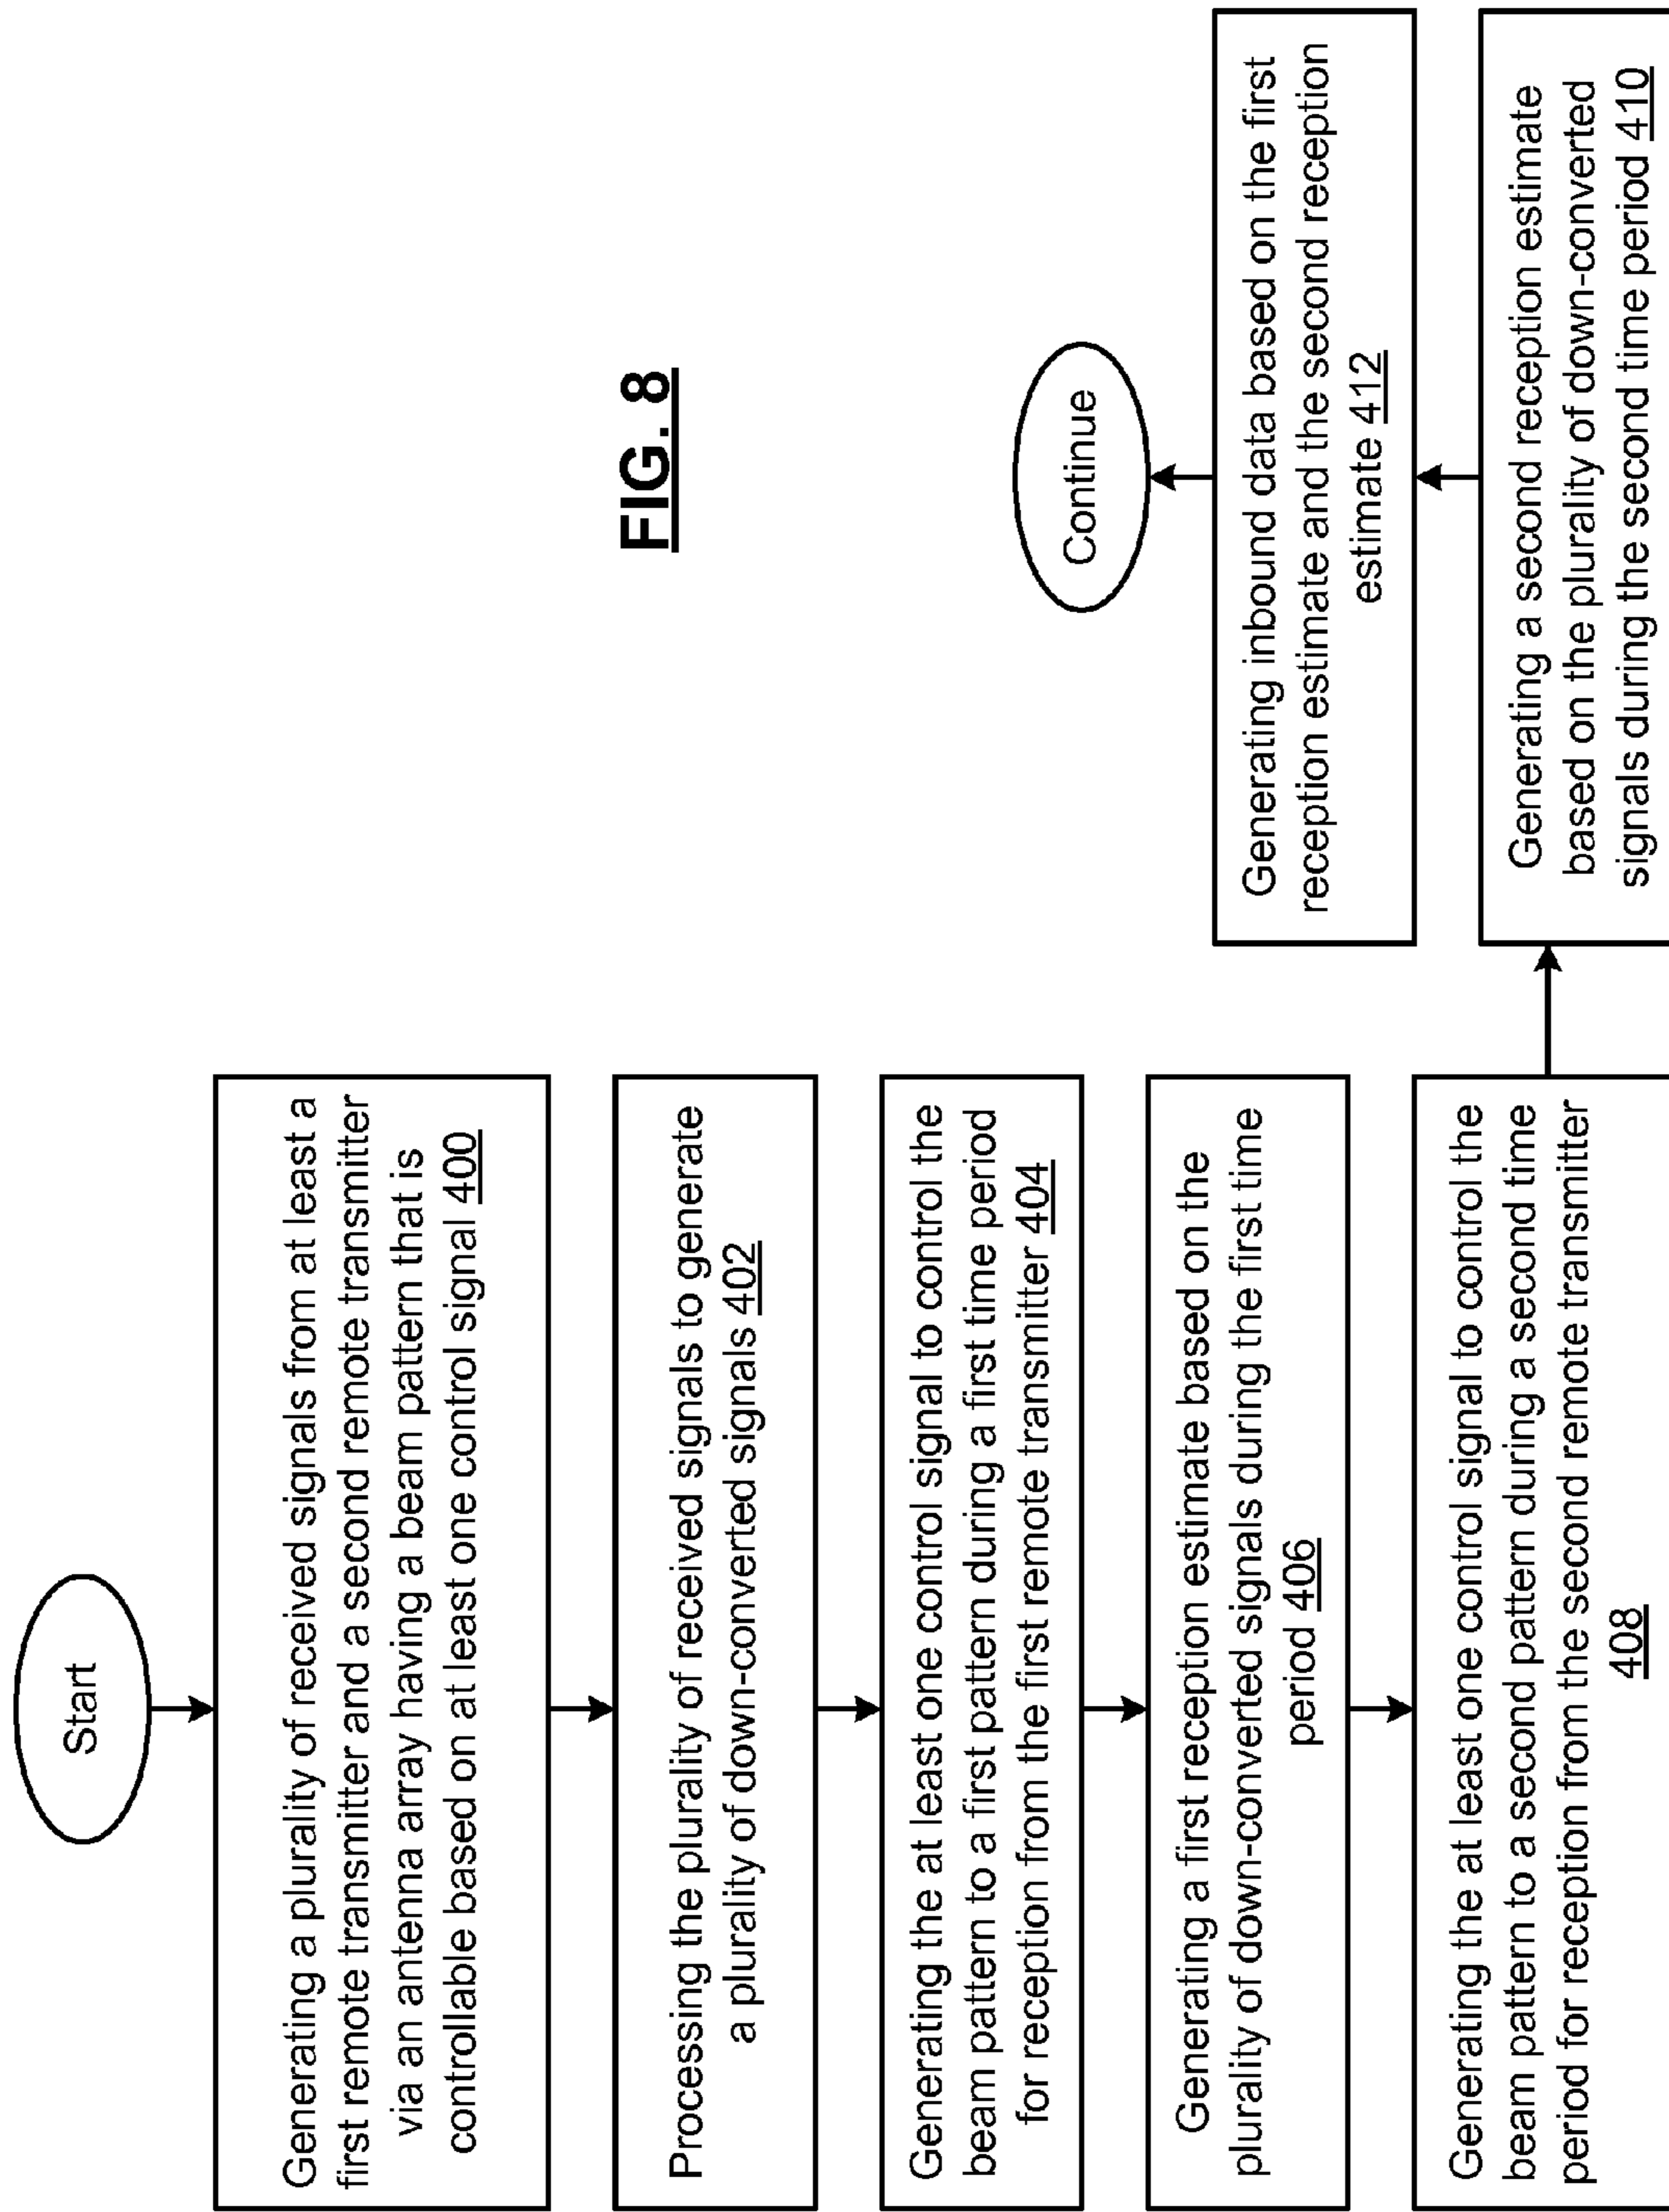 Start
Generating a plurality of received signals from at least a
first remote transmitter and a second remote transmitter
via an antenna array having a beam pattern that is
controllable based on at least one control signal 400
Processing the plurality of received signals to generate
a plurality of down-converted signals 402
Generating the at least one control signal to control the
beam pattern to a first pattern during a first time period
for reception from the first remote transmitter 404
Generating a first reception estimate based on the
plurality of down-converted signals during the first time
period 406
Generating the at least one control signal to control the
beam pattern to a second pattern during a second time
period for reception from the second remote transmitter
408
Generating a second reception estimate
based on the plurality of down-converted
signals during the second time period 410
Generating inbound data based on the first
reception estimate and the second reception
estimate 412
Continue
FIG. 8